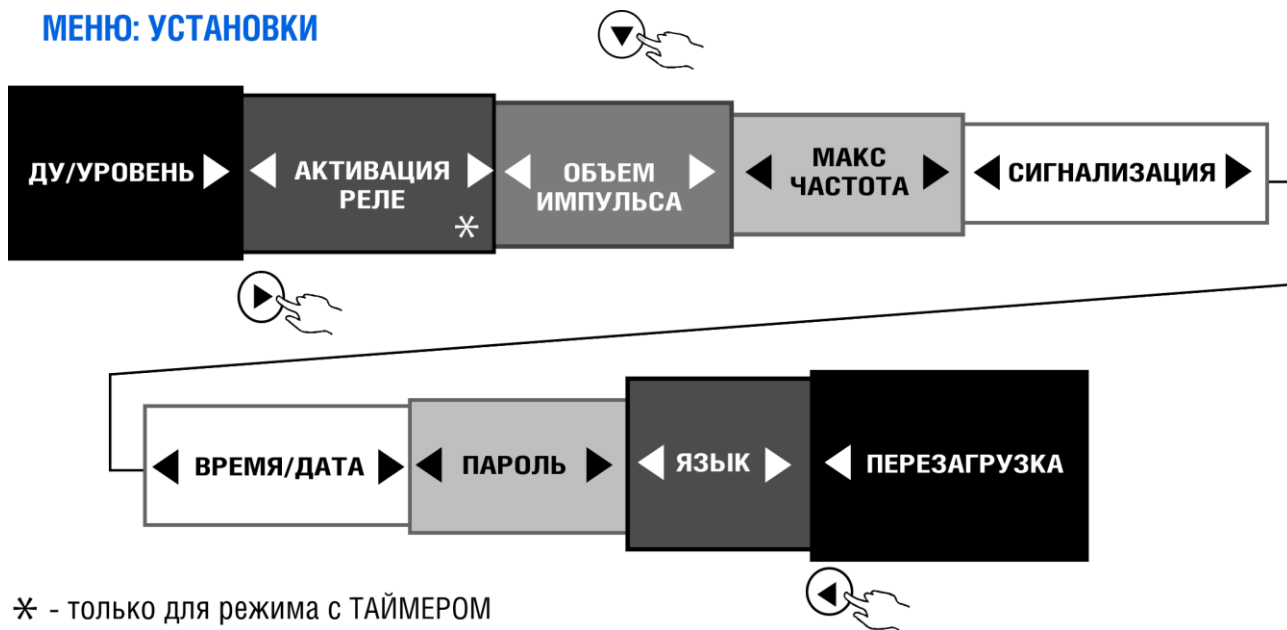 МЕНЮ: УСТАНОВКИ
ДУ/УРОВЕНЬ
АКТИВАЦИЯ
РЕЛЕ
*
ОБЪЕМ
ИМПУЛЬСА
МАКС
ЧАСТОТА
СИГНАЛИЗАЦИЯ
ВРЕМЯ/ДАТА
ПАРОЛЬ
ЯЗЫК
ПЕРЕЗАГРУЗКА
* - только для режима с ТАЙМЕРОМ